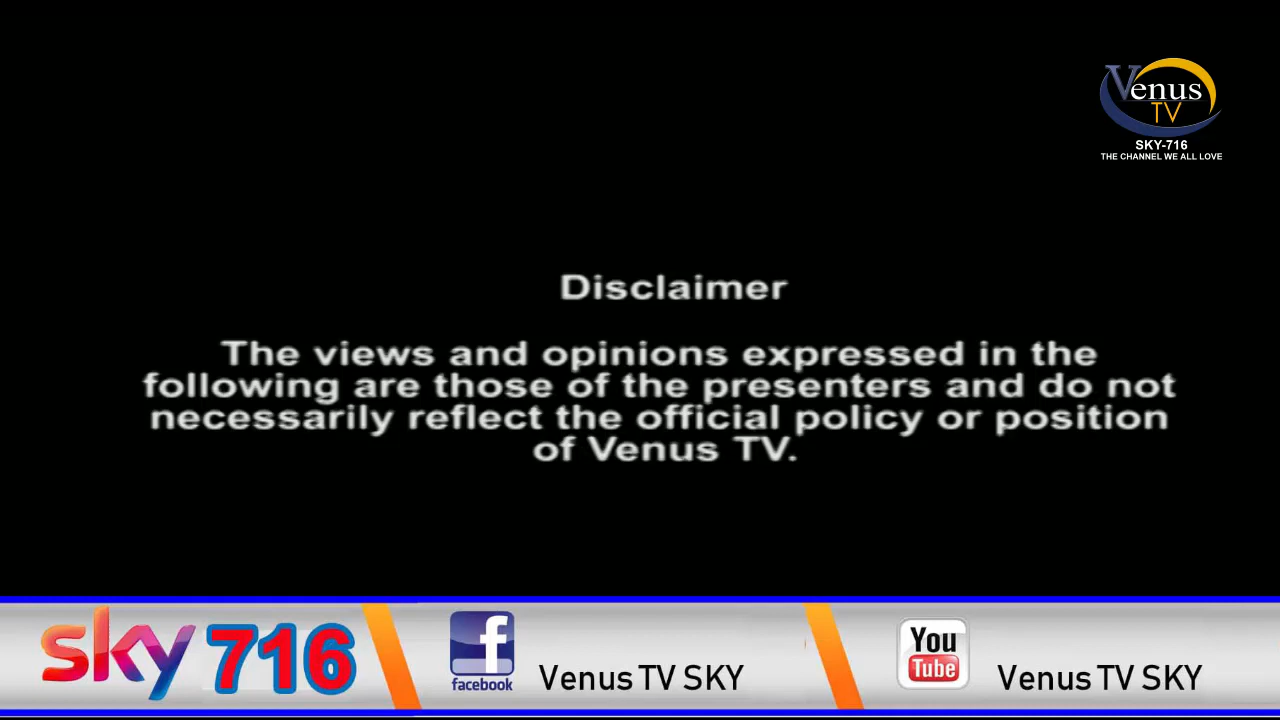 Venus
TV
SKY-716
THE CHANNEL WE ALL LOVE
Disclaimer
The views and opinions expressed in the
following are those of the presenters and do not
necessarily reflect the official policy or position
of Venus TV.
sky 716
f
facebook
Venus TV SKY
You
Tube
Venus TV SKY